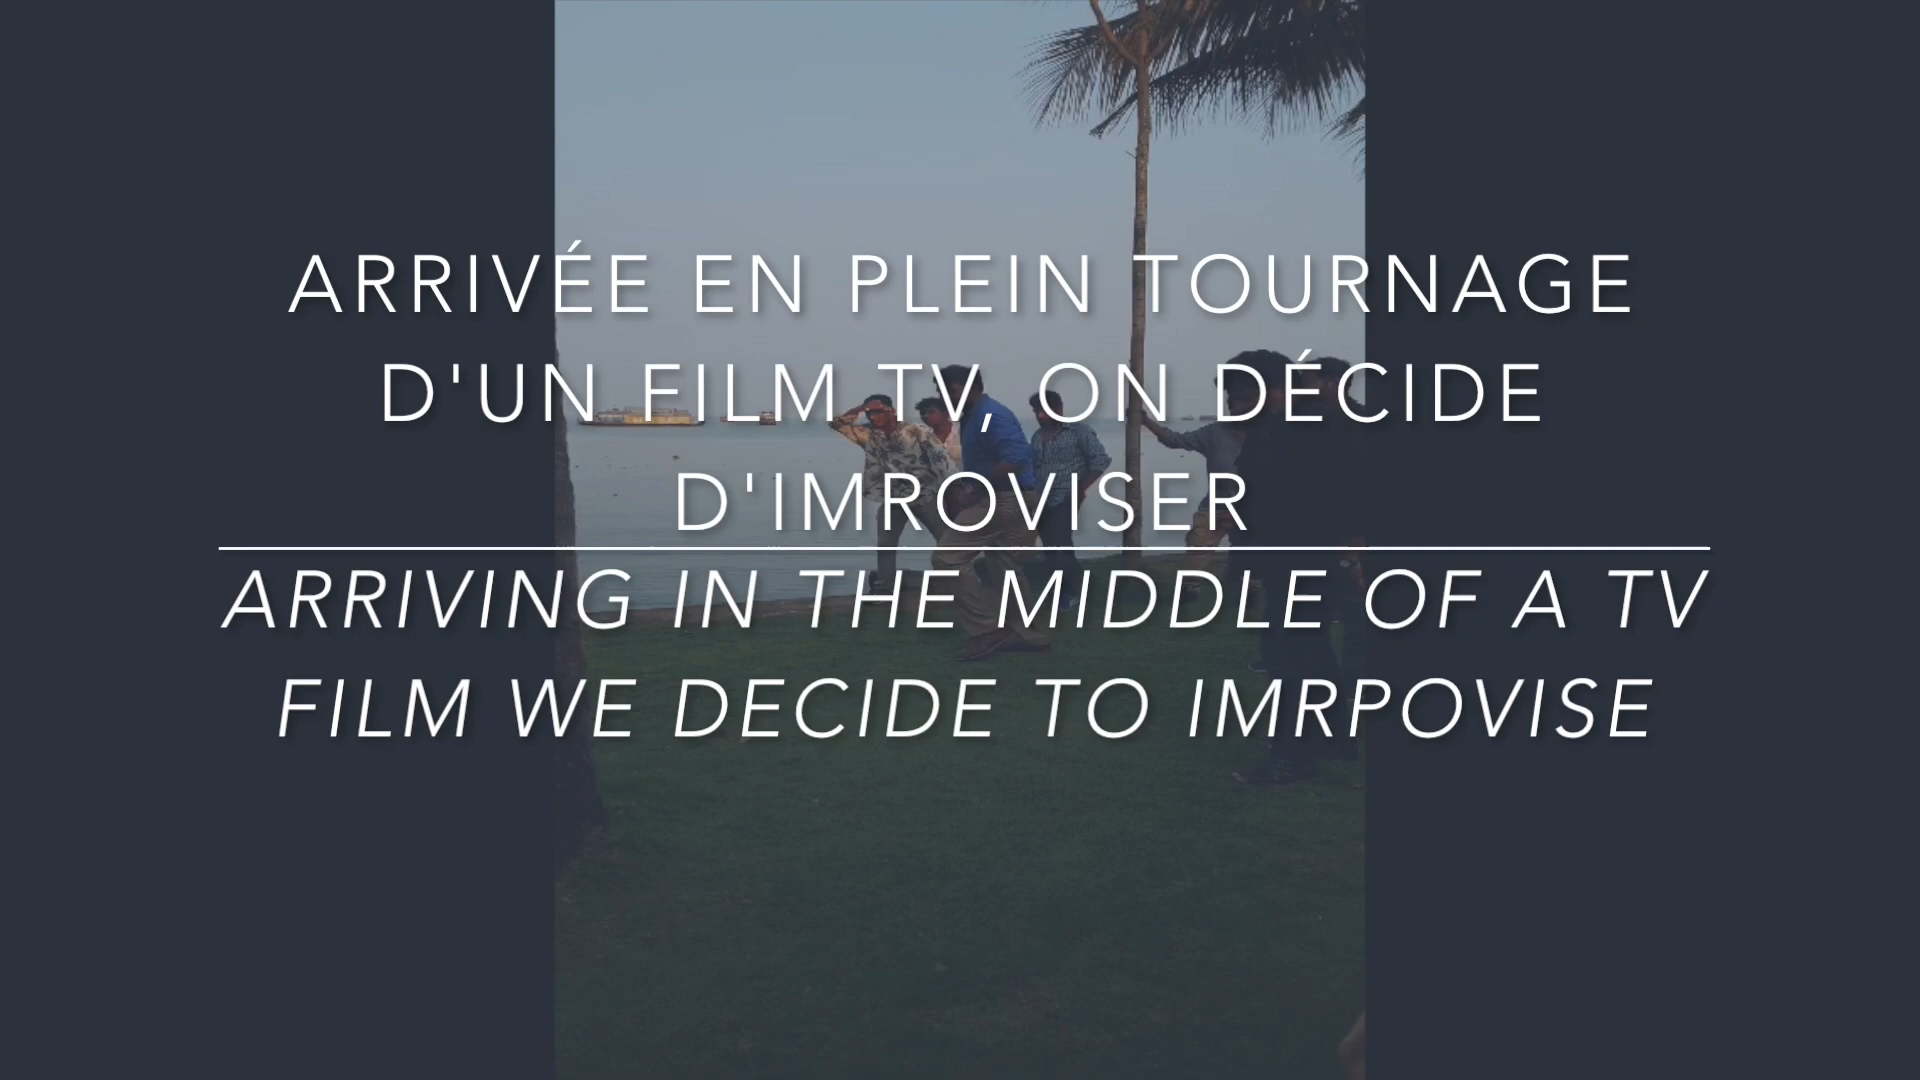 ARRIVÉE EN PLEIN TOURNAGE
D'UN FILM TV, ON DÉCIDE
D'IMROVISER
ARRIVING IN THE MIDDLE OF A TV
FILM WE DECIDE TO IMRPOVISE